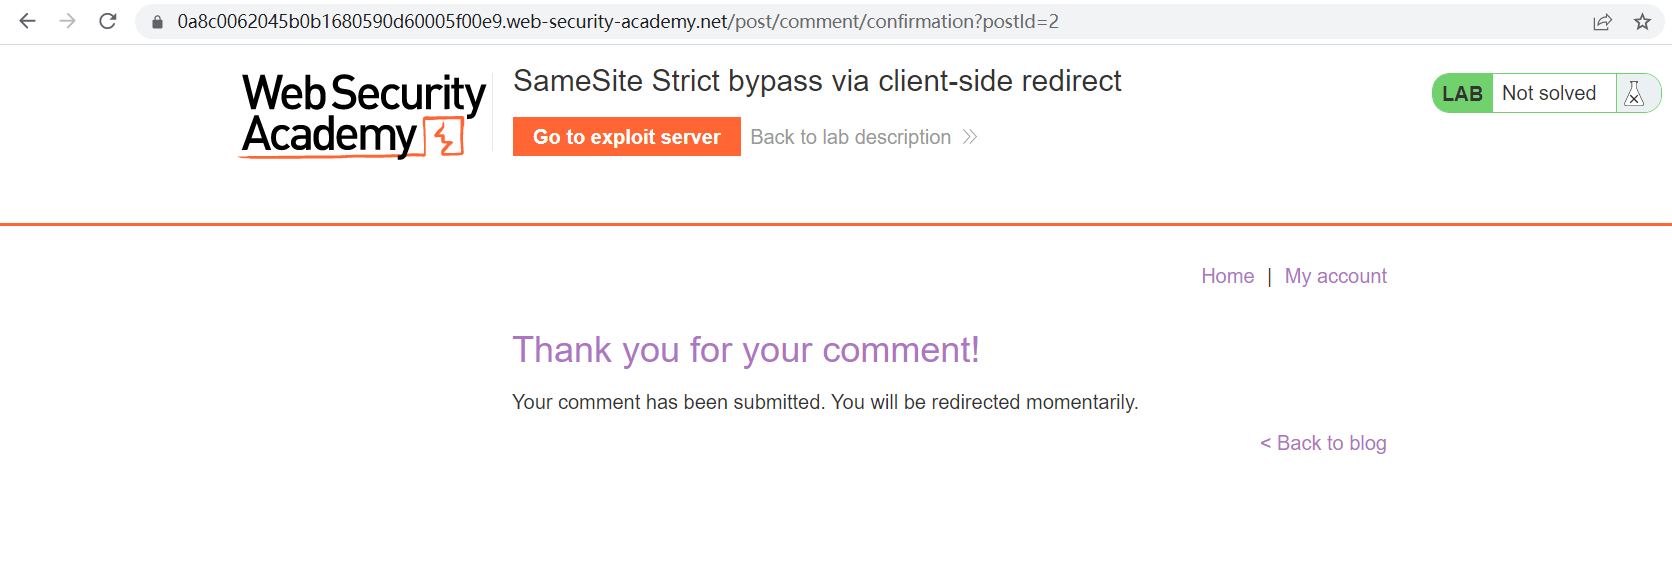 0a8c0062045b0b1680590d60005f00e9.web-security-academy.net/post/comment/confirmation?postId=2
Web Security
Academy
SameSite Strict bypass via client-side redirect
Go to exploit server
Back to lab description >>
LAB
Not solved
Home | My account
Thank you for your comment!
Your comment has been submitted. You will be redirected momentarily.
< Back to blog